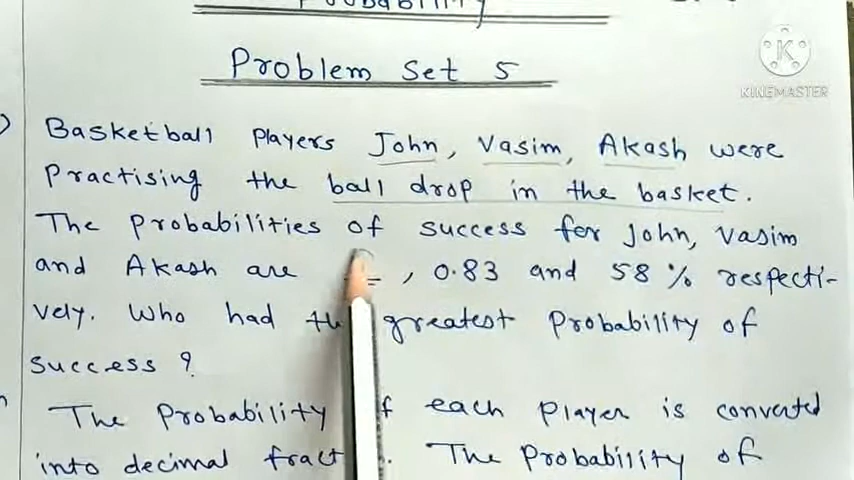 Problem Set 5
K
KINEMASTER
Basketball Players John, Vasim, Akash were
Practising the ball drop in the basket.
The Probabilities of success for John, Vasim
and Akash are , 0.83 and 58 % respecti-
vely. Who had greatest Probability of
Success ?
The Probability of each Player is converted
into decimal The Probability of